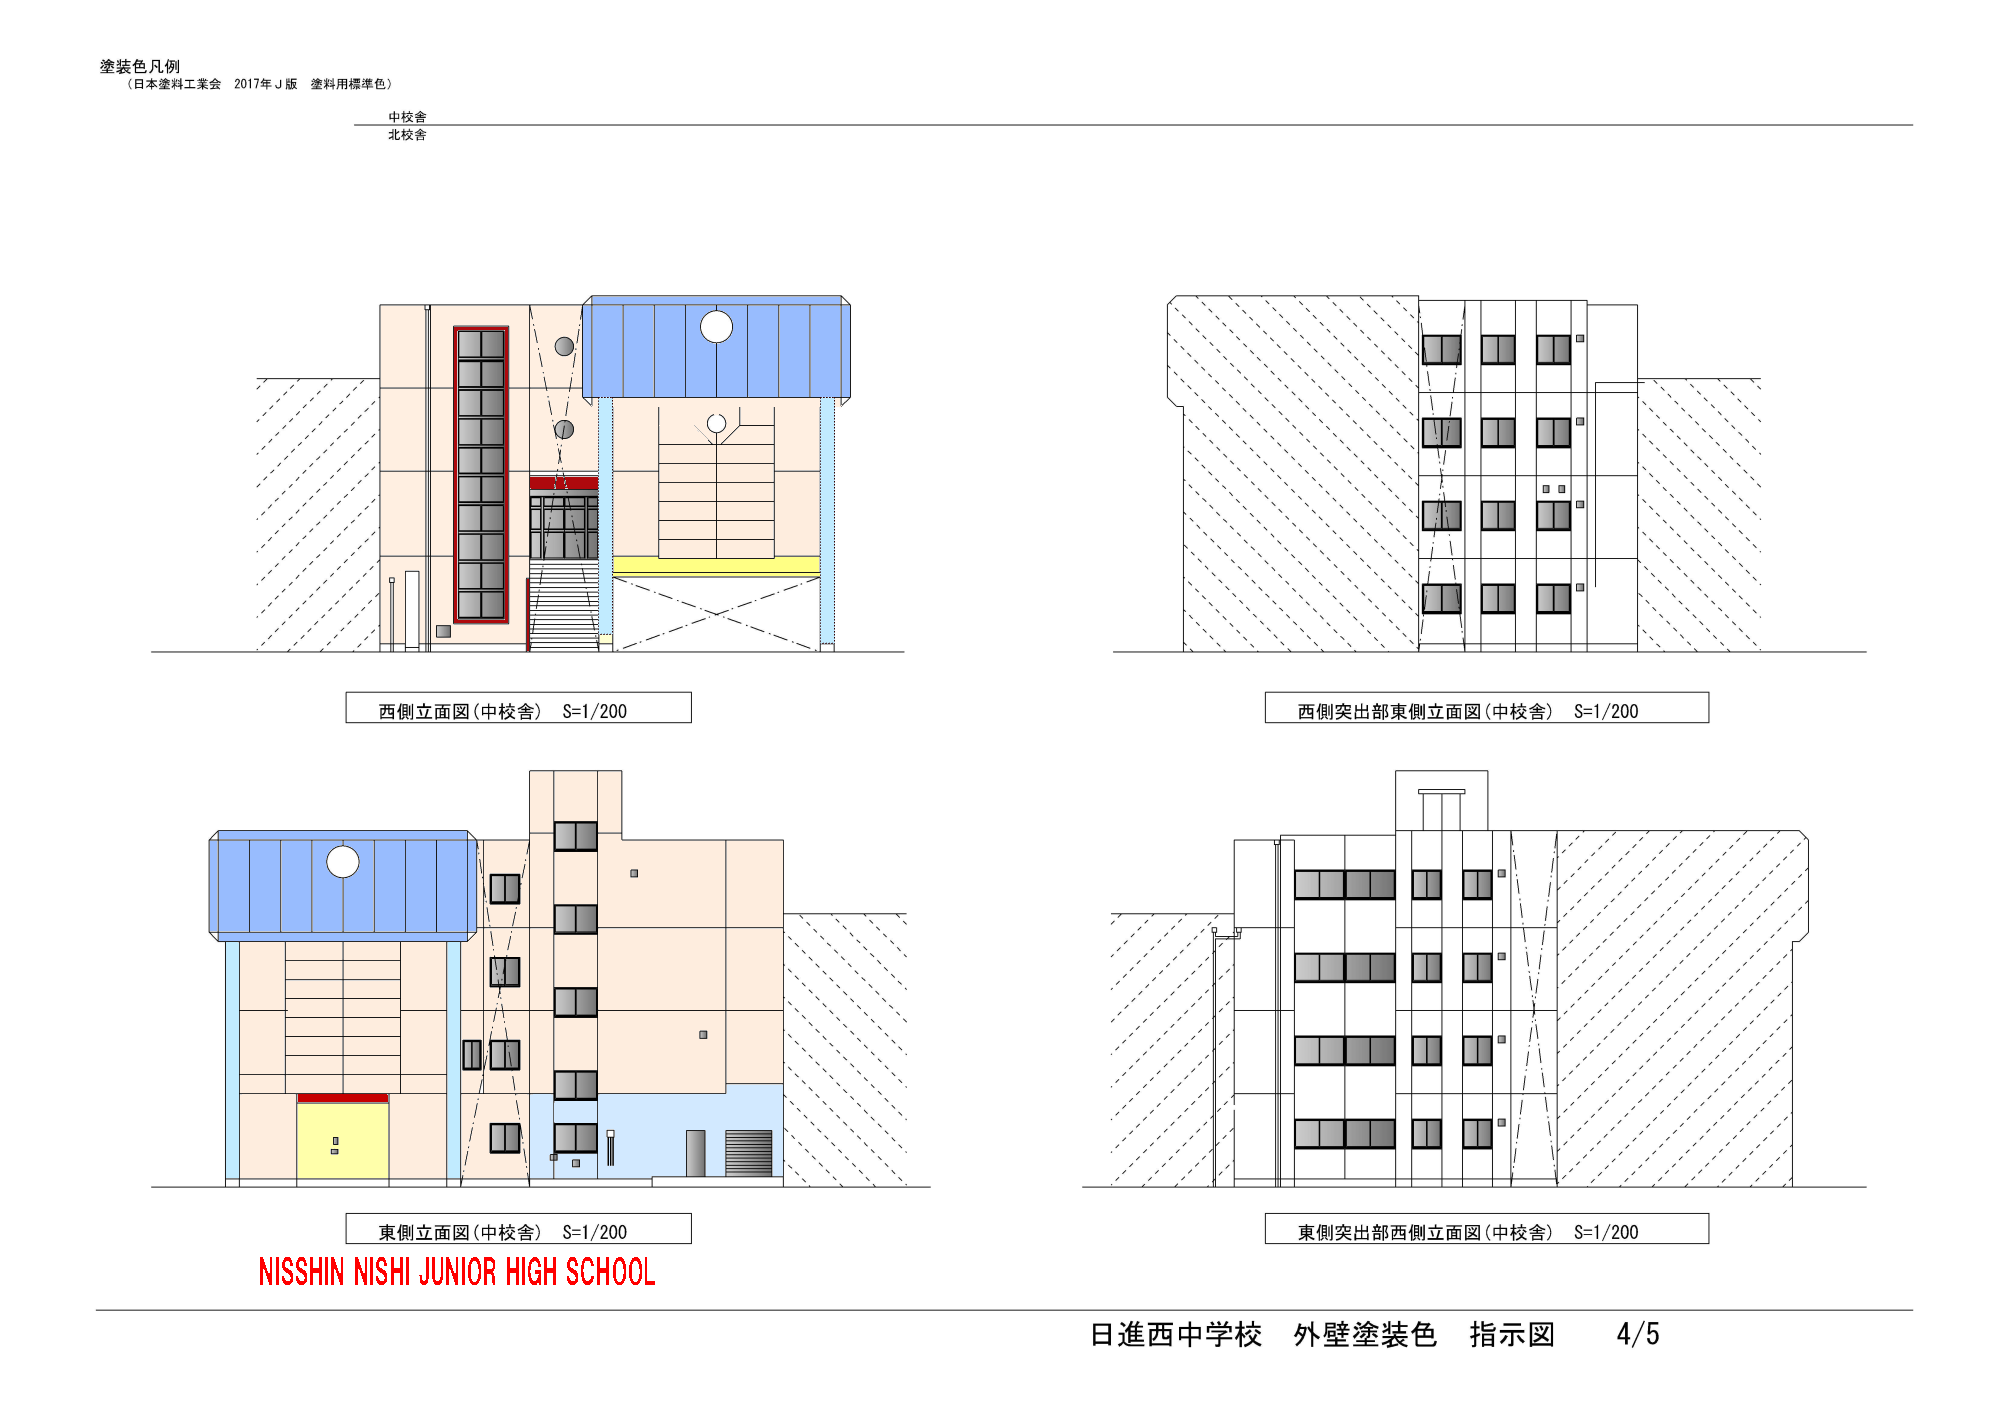 塗装色凡例
（日本塗料工業会　2017年Ｊ版　塗料用標準色）
中校舎
北校舎
西側立面図（中校舎）　S=1/200
西側突出部東側立面図（中校舎）　S=1/200
東側立面図（中校舎）　S=1/200
東側突出部西側立面図（中校舎）　S=1/200
NISSHIN NISHI JUNIOR HIGH SCHOOL
日進西中学校　外壁塗装色　指示図　　4/5